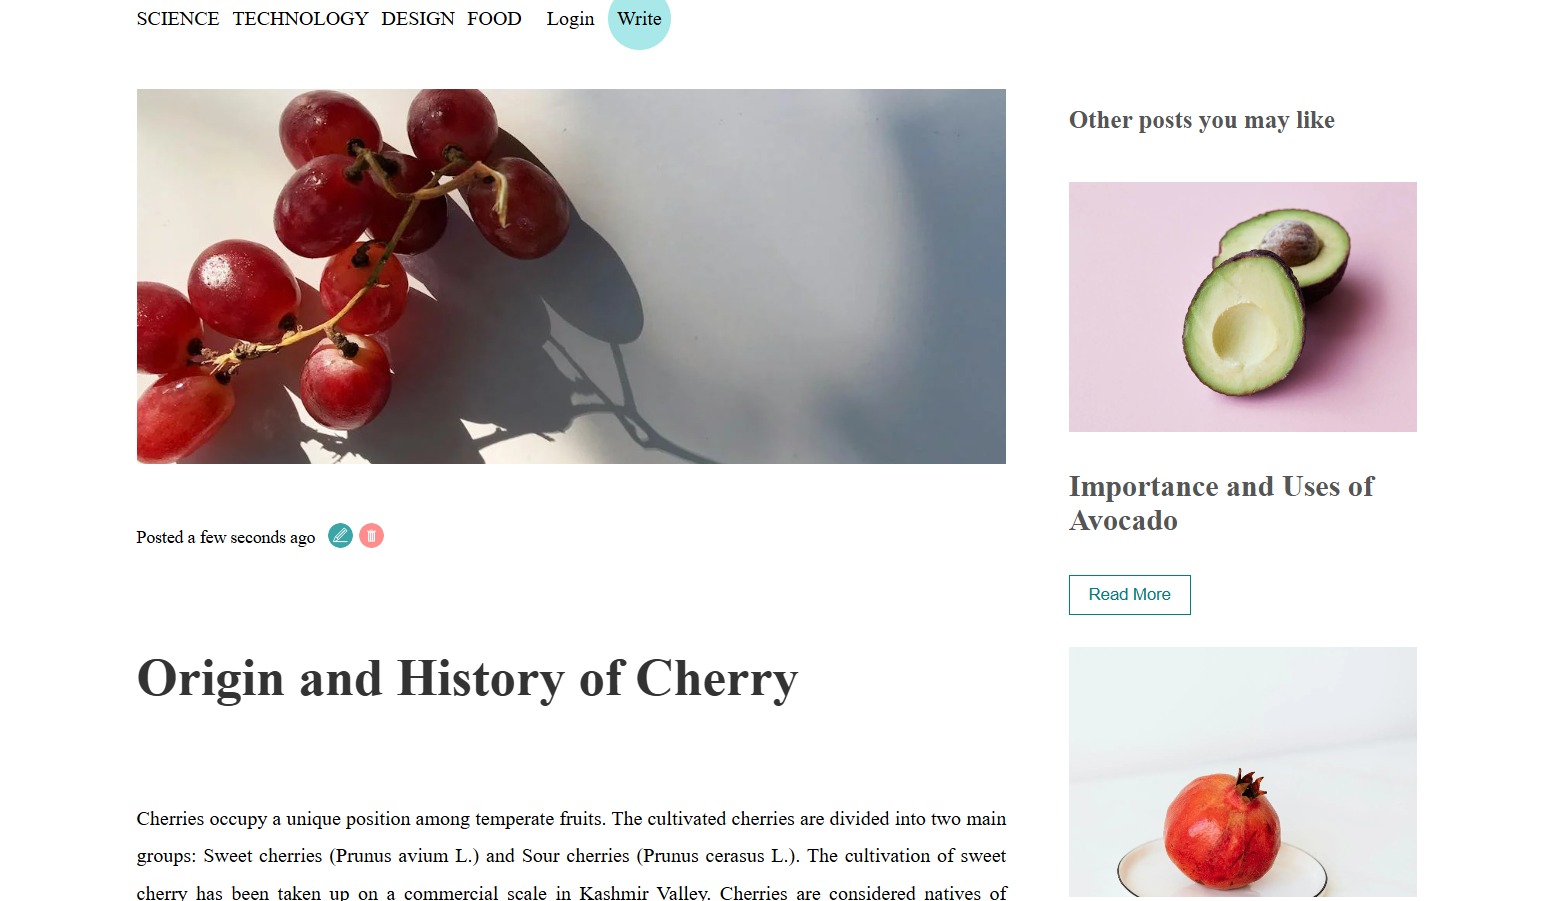 SCIENCE TECHNOLOGY DESIGN FOOD Login Write
Posted a few seconds ago
Origin and History of Cherry
Cherries occupy a unique position among temperate fruits. The cultivated cherries are divided into two main
groups: Sweet cherries (Prunus avium L.) and Sour cherries (Prunus cerasus L.). The cultivation of sweet
cherry has been taken up on a commercial scale in Kashmir Valley. Cherries are considered natives of
Other posts you may like
Importance and Uses of
Avocado
Read More